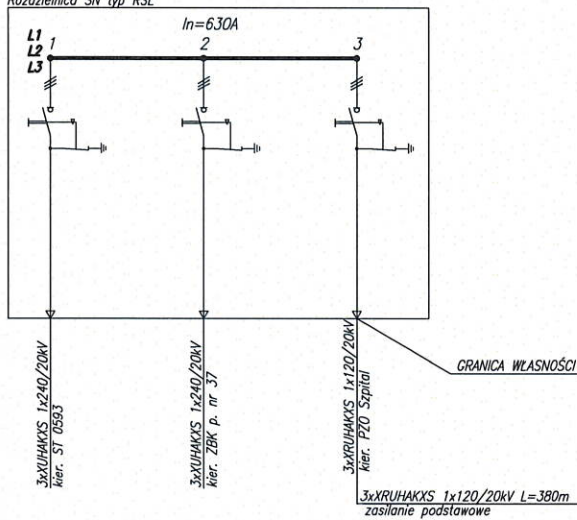 Rozdzielnica SN typ RSL
In=630A
L1
L2
L3
1
2
3
3xXUHAKXS 1x240/20kV
kier. ST 0593
3xXUHAKXS 1x240/20kV
kier. ZBK p. nr 37
3xXRUHAKXS 1x120/20kV
kier. PZO Szpital
GRANICA WŁASNOŚCI
3xXRUHAKXS 1x120/20kV L=380m
zasilanie podstawowe